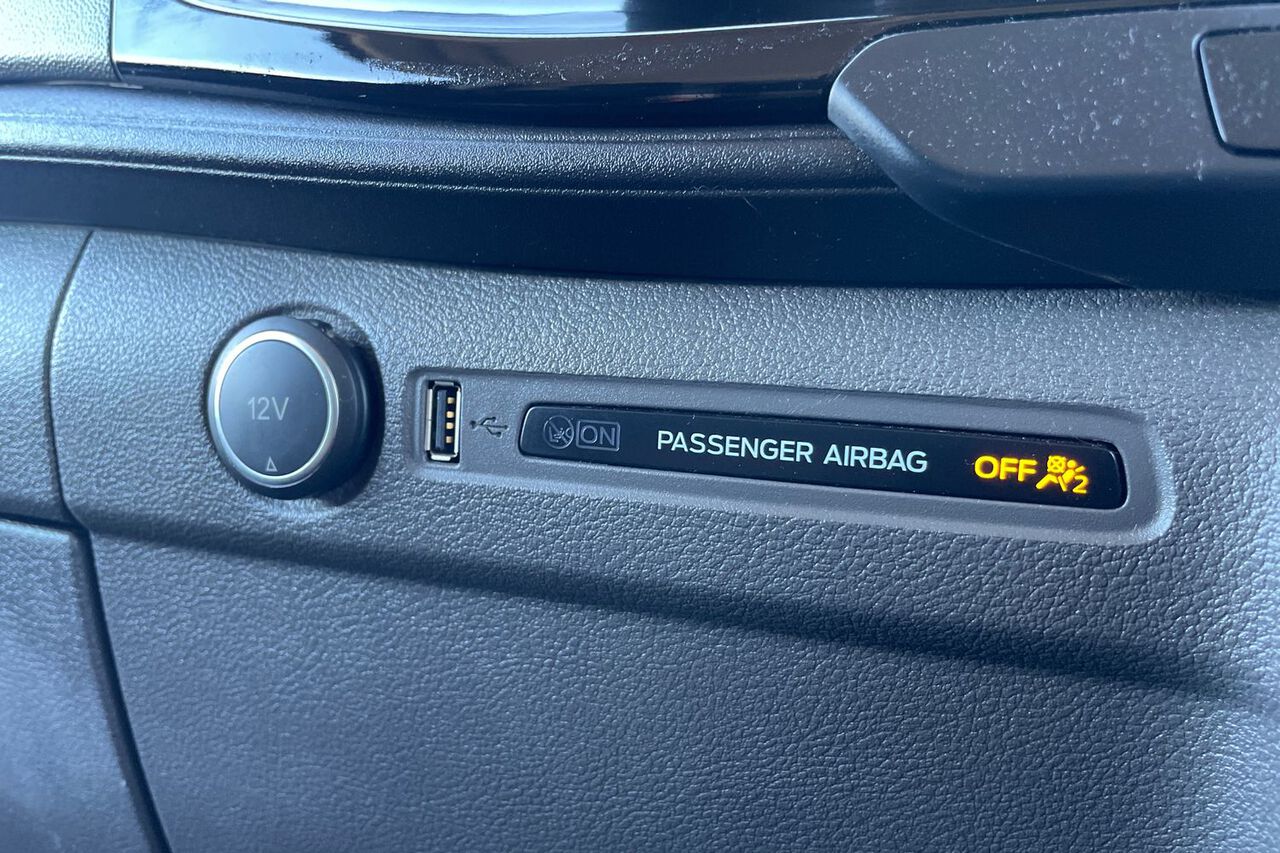 12V
ON PASSENGER AIRBAG OFF 2